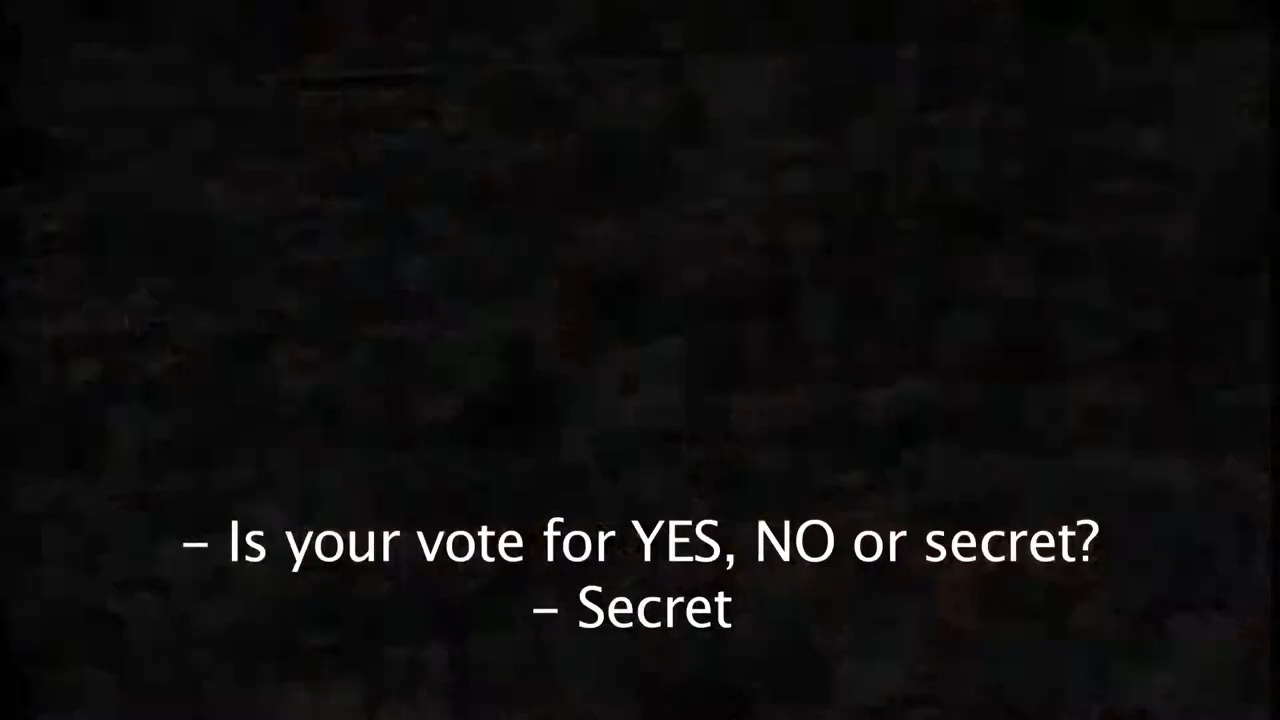 – Is your vote for YES, NO or secret?
– Secret